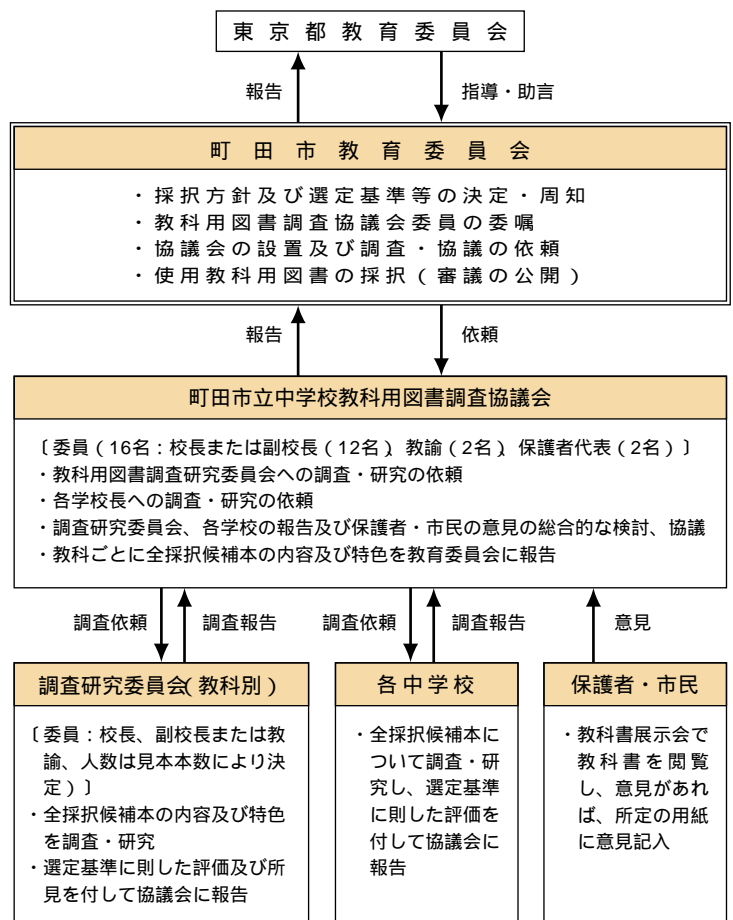 東京都教育委員会
報告
指導・助言
町田市教育委員会
・採択方針及び選定基準等の決定・周知
・教科用図書調査協議会委員の委嘱
・協議会の設置及び調査・協議の依頼
・使用教科用図書の採択(審議の公開)
報告
依頼
町田市立中学校教科用図書調査協議会
〔委員(16名:校長または副校長(12名)、教諭(2名)、保護者代表(2名)〕
・教科用図書調査研究委員会への調査・研究の依頼
・各学校長への調査・研究の依頼
・調査研究委員会、各学校の報告及び保護者・市民の意見の総合的な検討、協議
・教科ごとに全採択候補本の内容及び特色を教育委員会に報告
調査依頼
調査報告
調査依頼
調査報告
意見
調査研究委員会(教科別)
〔委員:校長、副校長または教
諭、人数は見本本数により決
定)〕
・全採択候補本の内容及び特色
を調査・研究
・選定基準に則した評価及び所
見を付して協議会に報告
各中学校
・全採択候補本に
ついて調査・研
究し、選定基準
に則した評価を
付して協議会に
報告
保護者・市民
・教科書展示会で
教科書を閲覧
し、意見があれ
ば、所定の用紙
に意見記入